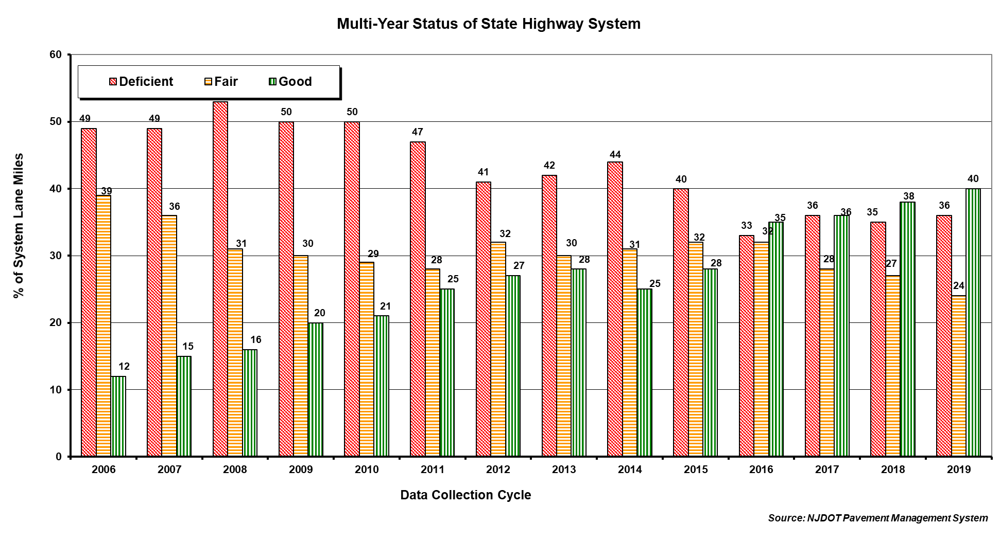 Multi-Year Status of State Highway System
60
50
40
30
20
10
0
% of System Lane Miles
Deficient Fair Good
49 39 12
49 36 15
31 16
50 30 20
50 29 21
47 28 25
41 32 27
42 30 28
44 31 25
40 32 28
33 32 35
36 28 36
35 27 38
36 24 40
2006 2007 2008 2009 2010 2011 2012 2013 2014 2015 2016 2017 2018 2019
Data Collection Cycle
Source: NJDOT Pavement Management System